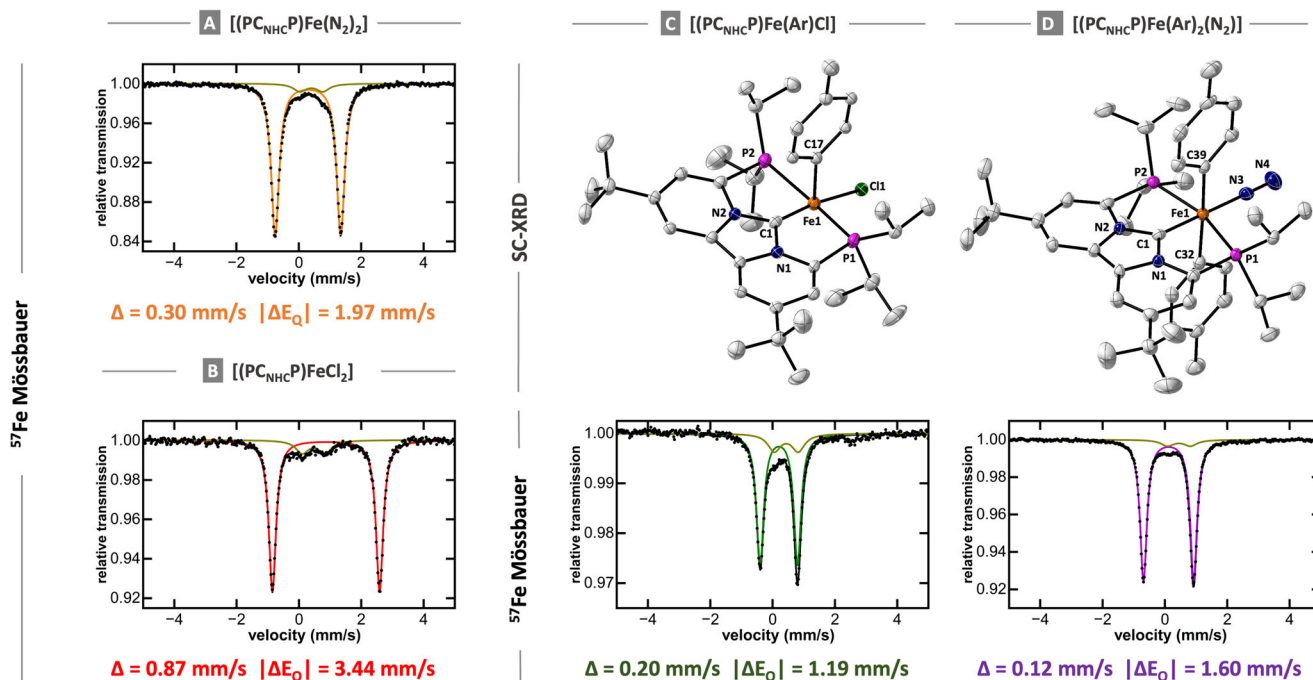 A [(PC_NHC P)Fe(N₂)₂]
C [(PC_NHC P)Fe(Ar)Cl]
D [(PC_NHC P)Fe(Ar)₂(N₂)]
⁵⁷Fe Mössbauer
relative transmission
1.00
0.96
0.92
0.88
0.84
−4 −2 0 2 4
velocity (mm/s)
Δ = 0.30 mm/s |ΔE_Q| = 1.97 mm/s
B [(PC_NHC P)FeCl₂]
relative transmission
1.00
0.98
0.96
0.94
0.92
−4 −2 0 2 4
velocity (mm/s)
Δ = 0.87 mm/s |ΔE_Q| = 3.44 mm/s
SC-XRD
P2
C17
Cl1
N2
C1
Fe1
N1
P1
C39
N4
P2
N3
Fe1
N2
C1
C32
N1
P1
⁵⁷Fe Mössbauer
relative transmission
1.00
0.99
0.98
0.97
−4 −2 0 2 4
velocity (mm/s)
Δ = 0.20 mm/s |ΔE_Q| = 1.19 mm/s
relative transmission
1.00
0.98
0.96
0.94
0.92
−4 −2 0 2 4
velocity (mm/s)
Δ = 0.12 mm/s |ΔE_Q| = 1.60 mm/s